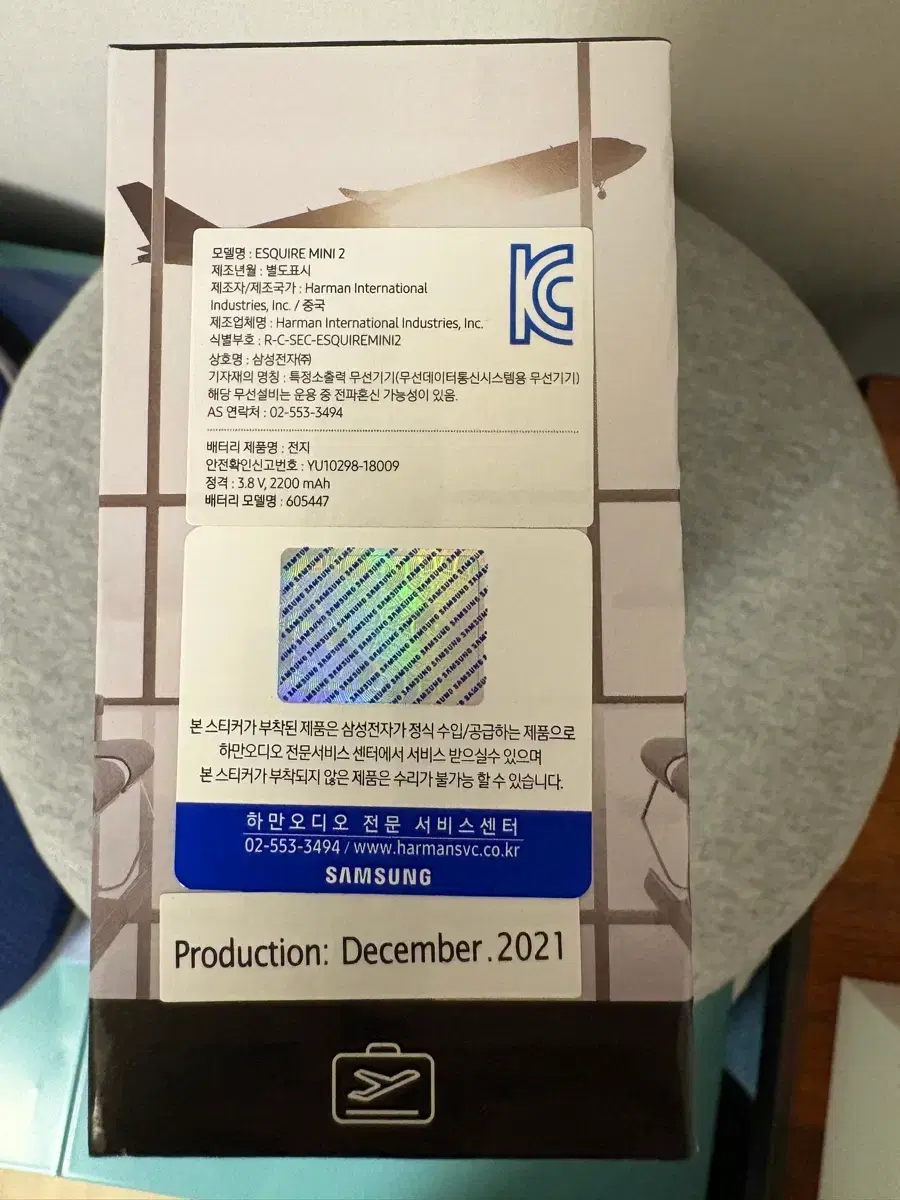 모델명 : ESQUIRE MINI 2
제조년월 : 별도표시
제조자/제조국가 : Harman International
Industries, Inc. / 중국
제조업체명 : Harman International Industries, Inc.
식별부호 : R-C-SEC-ESQUIREMINI2
상호명 : 삼성전자㈜
기자재의 명칭 : 특정소출력 무선기기(무선데이터통신시스템용 무선기기)
해당 무선설비는 운용 중 전파혼신 가능성이 있음.
AS 연락처 : 02-553-3494
배터리 제품명 : 전지
안전확인신고번호 : YU10298-18009
정격 : 3.8 V, 2200 mAh
배터리 모델명 : 605447
SAMSUNG SAMSUNG SAMSUNG
본 스티커가 부착된 제품은 삼성전자가 정식 수입/공급하는 제품으로
하만오디오 전문서비스 센터에서 서비스 받으실수 있으며
본 스티커가 부착되지 않은 제품은 수리가 불가능 할 수 있습니다.
하만오디오 전문 서비스센터
02-553-3494 / www.harmansvc.co.kr
SAMSUNG
Production: December.2021